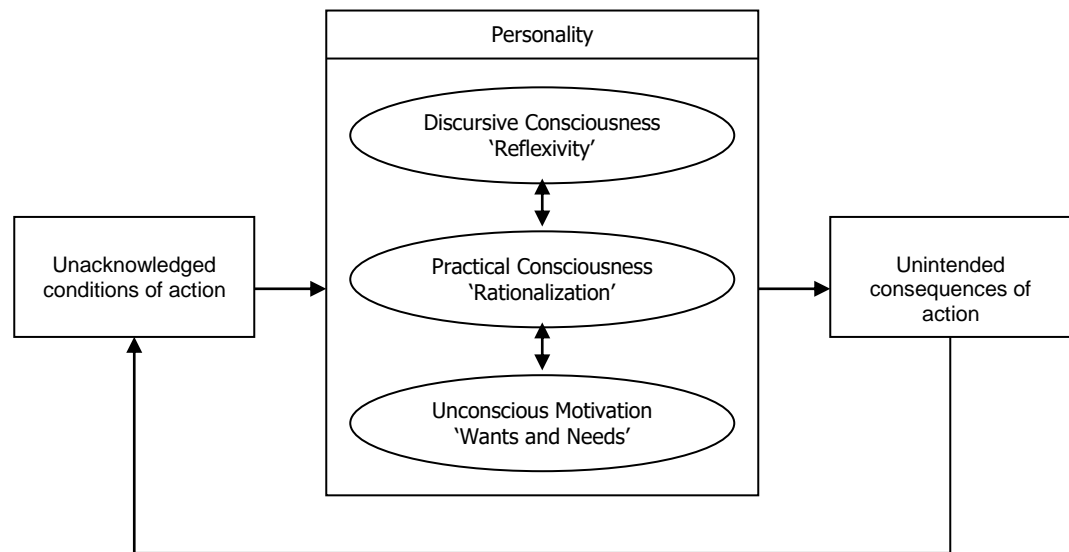 Personality
Discursive Consciousness
‘Reflexivity’
Unacknowledged
conditions of action
Practical Consciousness
‘Rationalization’
Unintended
consequences of
action
Unconscious Motivation
‘Wants and Needs’